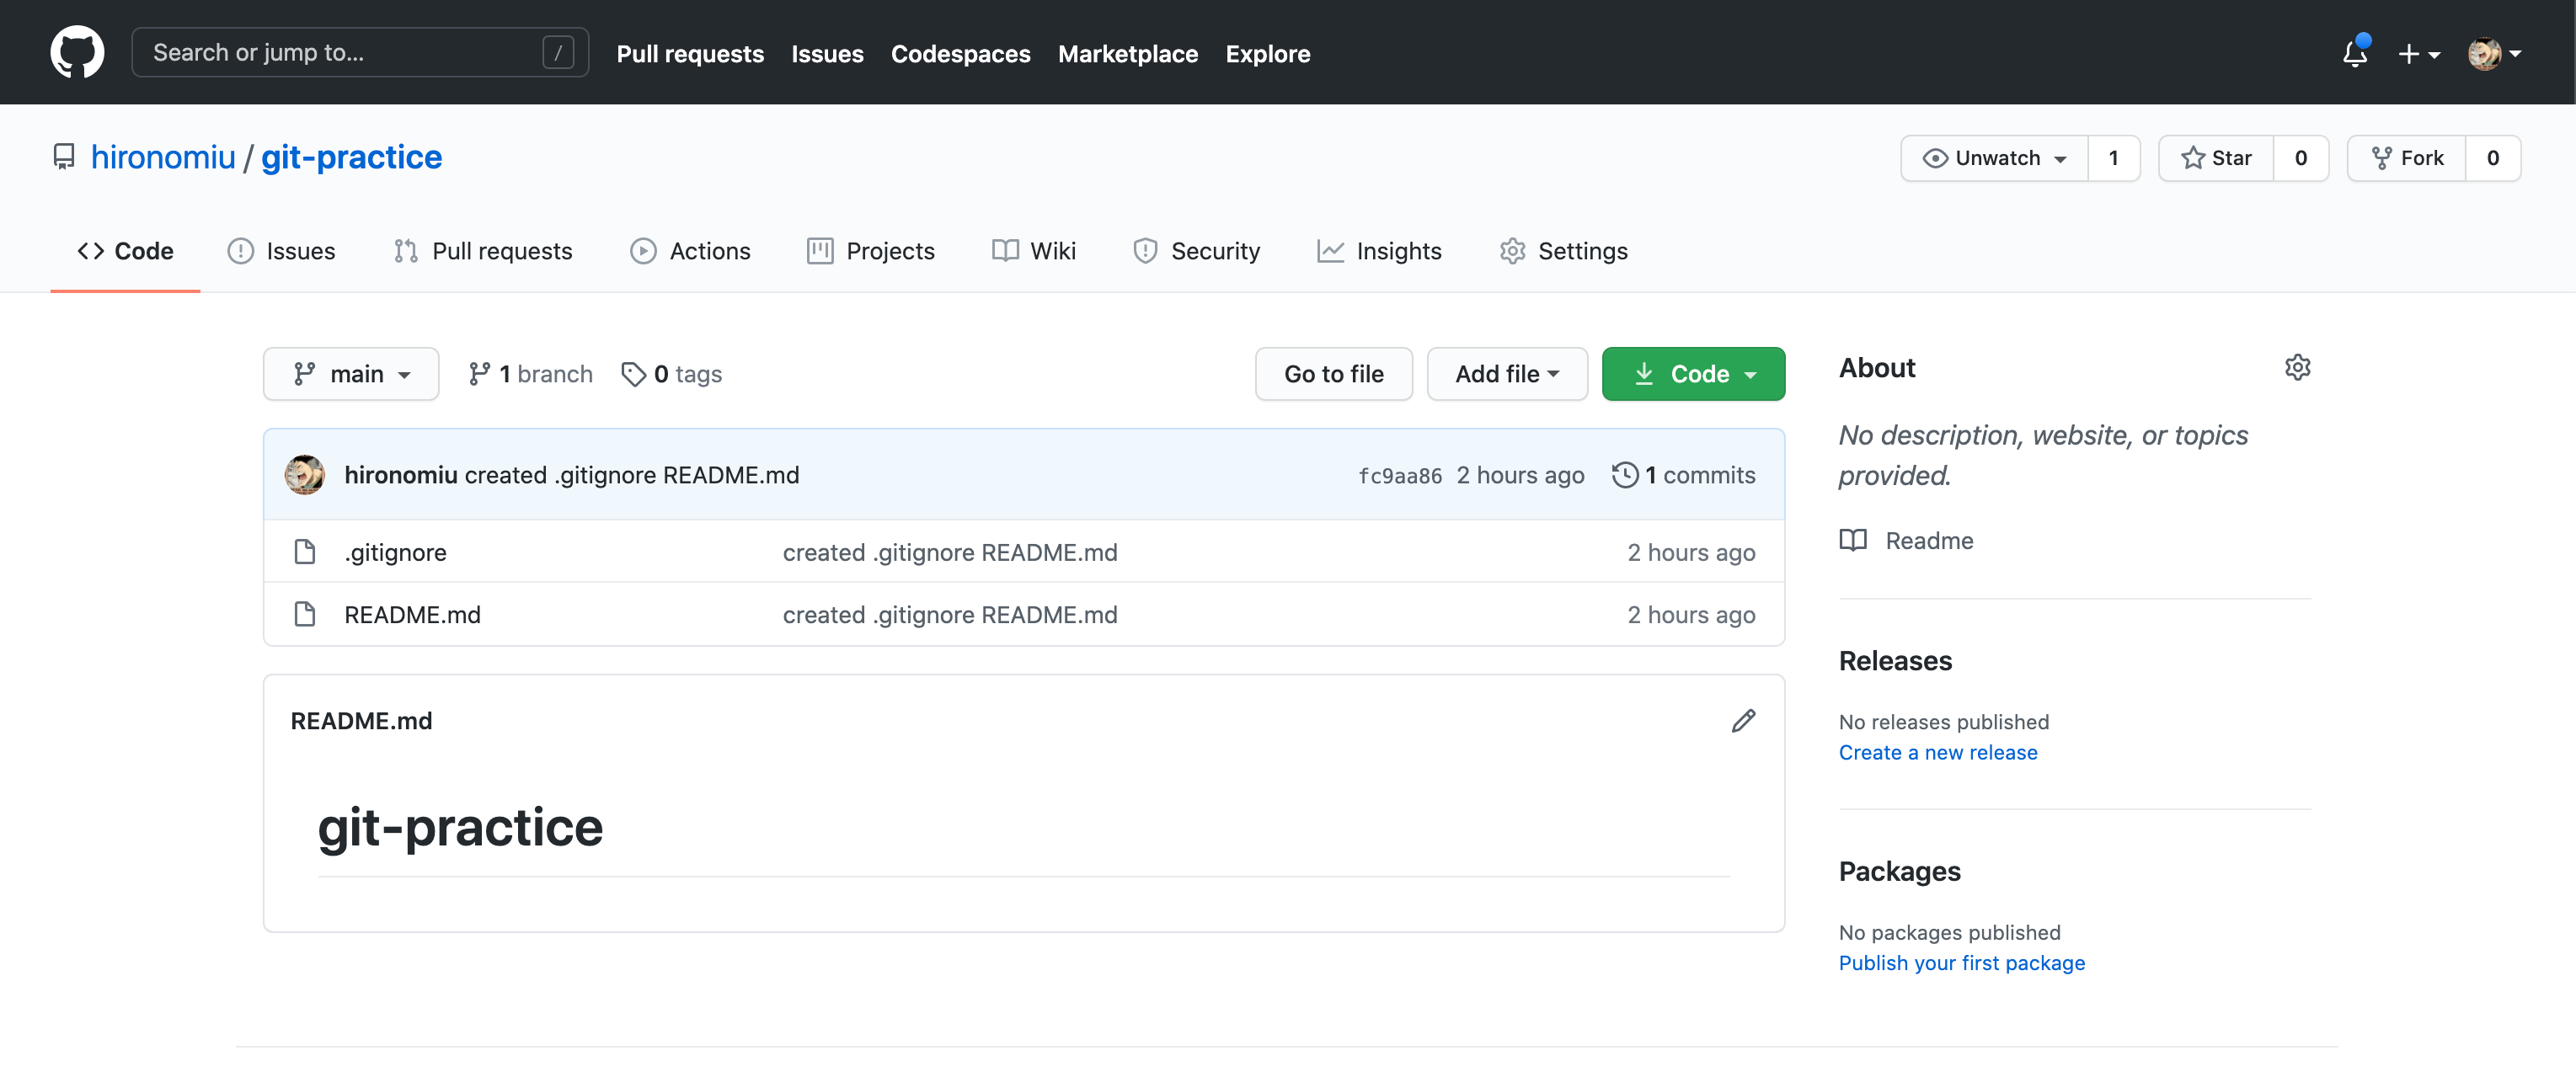 Search or jump to... /
Pull requests Issues Codespaces Marketplace Explore
hironomiu / git-practice
Unwatch 1 Star 0 Fork 0
Code Issues Pull requests Actions Projects Wiki Security Insights Settings
main 1 branch 0 tags Go to file Add file Code
hironomiu created .gitignore README.md fc9aa86 2 hours ago 1 commits
.gitignore created .gitignore README.md 2 hours ago
README.md created .gitignore README.md 2 hours ago
README.md
git-practice
About
No description, website, or topics
provided.
Readme
Releases
No releases published
Create a new release
Packages
No packages published
Publish your first package